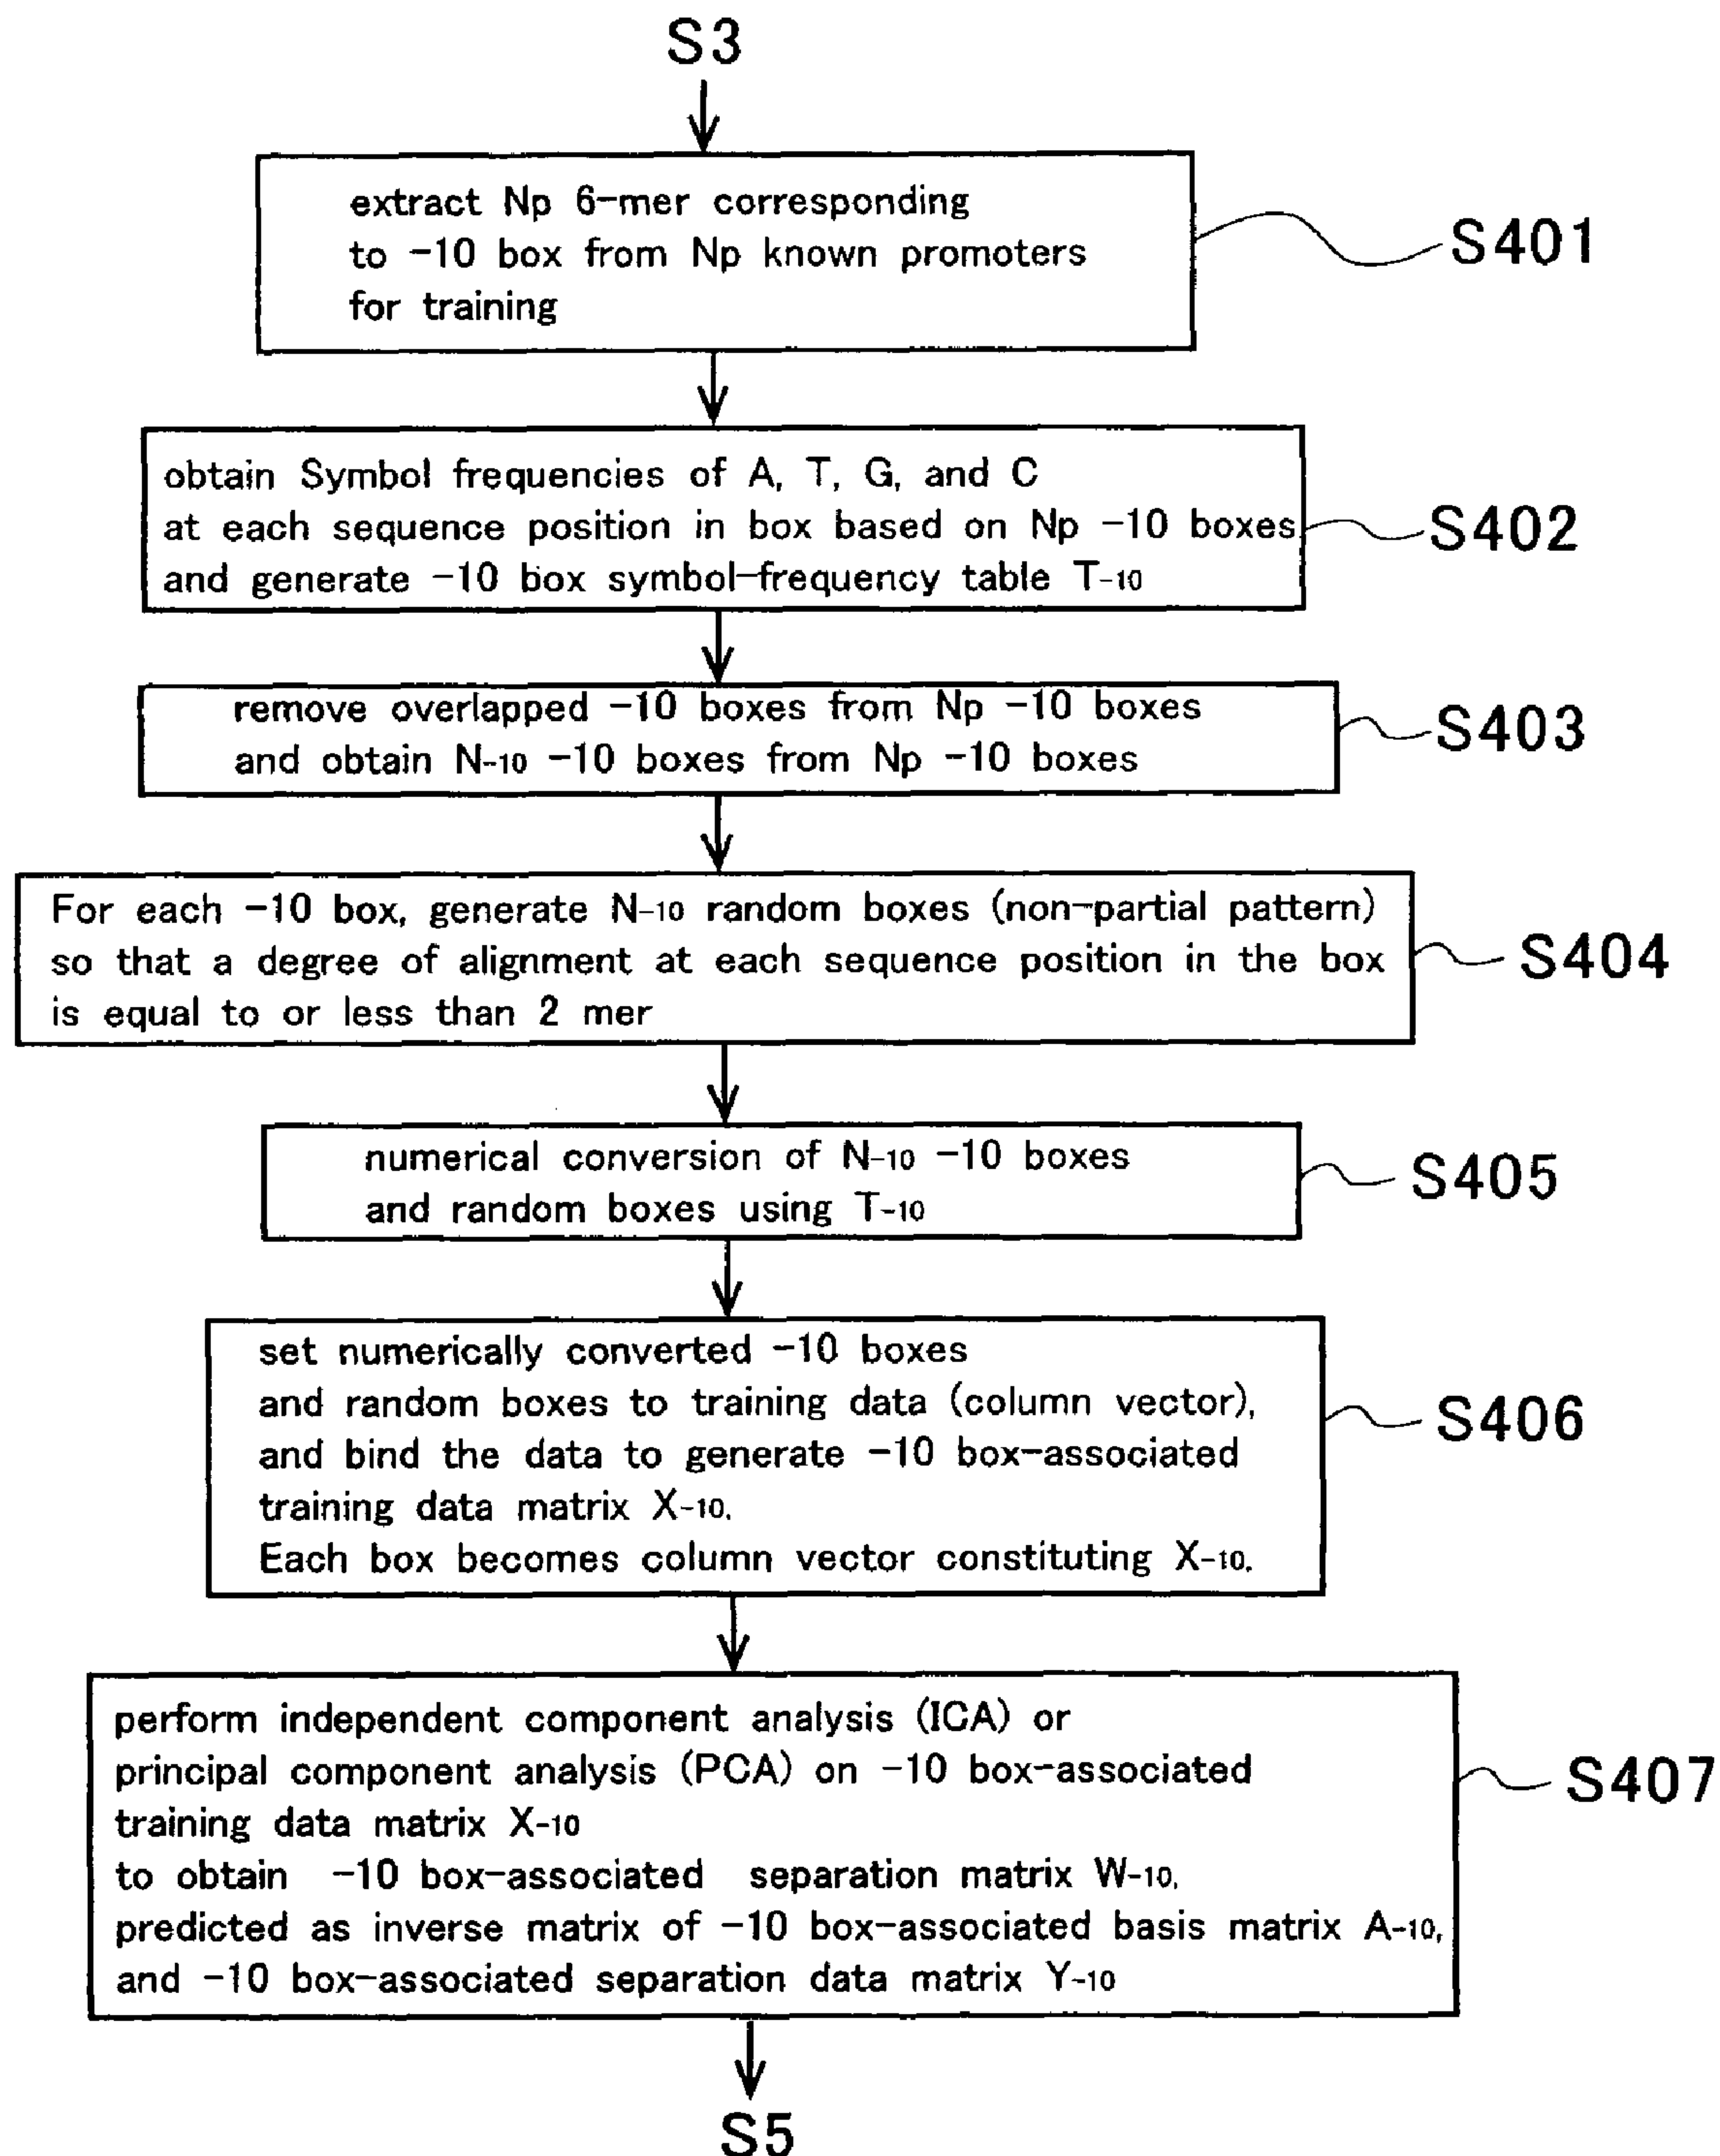 S3
extract Np 6-mer corresponding
to -10 box from Np known promoters
for training
S401
obtain Symbol frequencies of A, T, G, and C
at each sequence position in box based on Np -10 boxes
and generate -10 box symbol-frequency table T-10
S402
remove overlapped -10 boxes from Np -10 boxes
and obtain N-10 -10 boxes from Np -10 boxes
S403
For each -10 box, generate N-10 random boxes (non-partial pattern)
so that a degree of alignment at each sequence position in the box
is equal to or less than 2 mer
S404
numerical conversion of N-10 -10 boxes
and random boxes using T-10
S405
set numerically converted -10 boxes
and random boxes to training data (column vector),
and bind the data to generate -10 box-associated
training data matrix X-10.
Each box becomes column vector constituting X-10.
S406
perform independent component analysis (ICA) or
principal component analysis (PCA) on -10 box-associated
training data matrix X-10
to obtain -10 box-associated separation matrix W-10,
predicted as inverse matrix of -10 box-associated basis matrix A-10,
and -10 box-associated separation data matrix Y-10
S407
S5